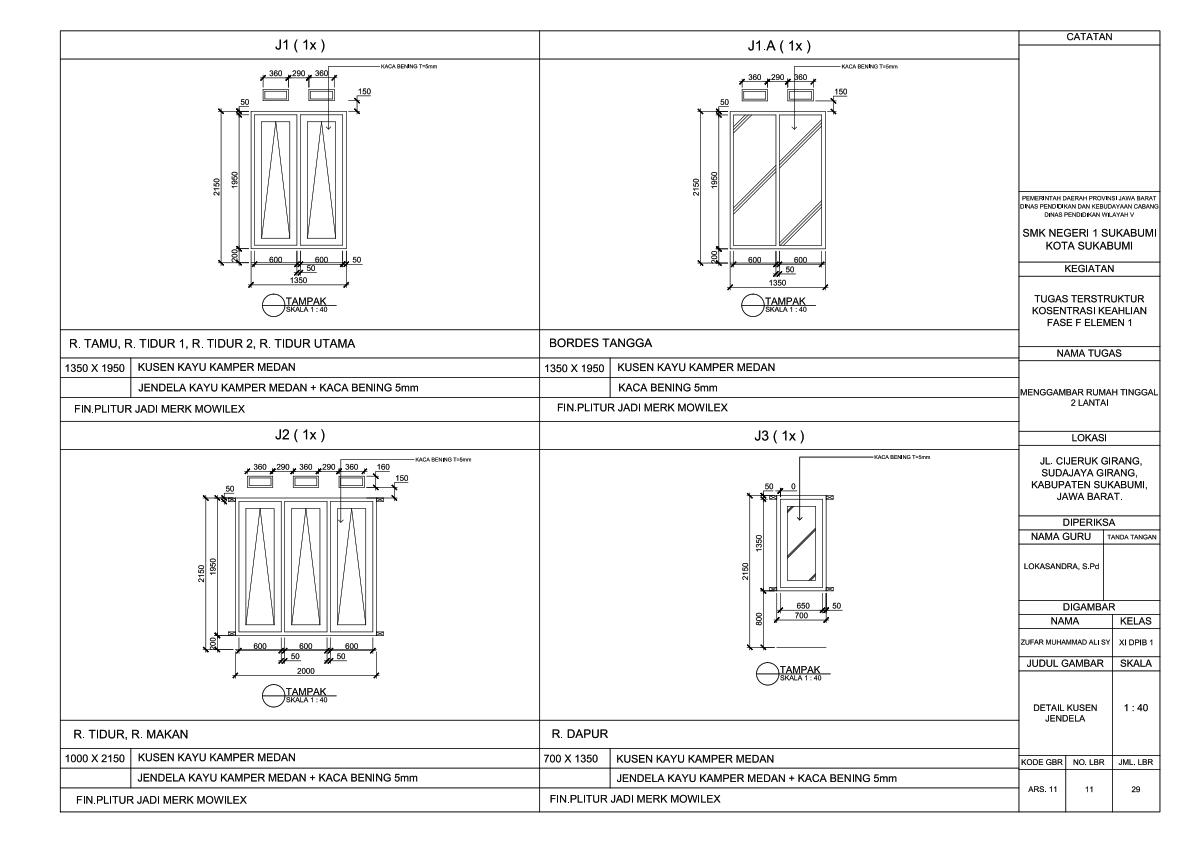 J1 ( 1x )
KACA BENING T=5mm
360
290
360
150
50
2150
1950
200
600
600
50
50
1350
TAMPAK
SKALA 1 : 40
R. TAMU, R. TIDUR 1, R. TIDUR 2, R. TIDUR UTAMA
1350 X 1950
KUSEN KAYU KAMPER MEDAN
JENDELA KAYU KAMPER MEDAN + KACA BENING 5mm
FIN.PLITUR JADI MERK MOWILEX
J1.A ( 1x )
KACA BENING T=5mm
360
290
360
150
50
2150
1950
200
600
600
50
1350
TAMPAK
SKALA 1 : 40
BORDES TANGGA
1350 X 1950
KUSEN KAYU KAMPER MEDAN
KACA BENING 5mm
FIN.PLITUR JADI MERK MOWILEX
J2 ( 1x )
KACA BENING T=5mm
360
290
360
290
360
160
150
50
2150
1950
200
600
600
600
50
50
2000
TAMPAK
SKALA 1 : 40
R. TIDUR, R. MAKAN
1000 X 2150
KUSEN KAYU KAMPER MEDAN
JENDELA KAYU KAMPER MEDAN + KACA BENING 5mm
FIN.PLITUR JADI MERK MOWILEX
J3 ( 1x )
KACA BENING T=5mm
50
0
2150
1350
800
650
50
700
TAMPAK
SKALA 1 : 40
R. DAPUR
700 X 1350
KUSEN KAYU KAMPER MEDAN
JENDELA KAYU KAMPER MEDAN + KACA BENING 5mm
FIN.PLITUR JADI MERK MOWILEX
CATATAN
PEMERINTAH DAERAH PROVINSI JAWA BARAT
DINAS PENDIDIKAN DAN KEBUDAYAAN CABANG
DINAS PENDIDIKAN WILAYAH V
SMK NEGERI 1 SUKABUMI
KOTA SUKABUMI
KEGIATAN
TUGAS TERSTRUKTUR
KOSENTRASI KEAHLIAN
FASE F ELEMEN 1
NAMA TUGAS
MENGGAMBAR RUMAH TINGGAL
2 LANTAI
LOKASI
JL. CIJERUK GIRANG,
SUDAJAYA GIRANG,
KABUPATEN SUKABUMI,
JAWA BARAT.
DIPERIKSA
NAMA GURU
TANDA TANGAN
LOKASANDRA, S.Pd
DIGAMBAR
NAMA
KELAS
ZUFAR MUHAMMAD ALI SY
XI DPIB 1
JUDUL GAMBAR
SKALA
DETAIL KUSEN
JENDELA
1 : 40
KODE GBR
NO. LBR
JML. LBR
ARS. 11
11
29